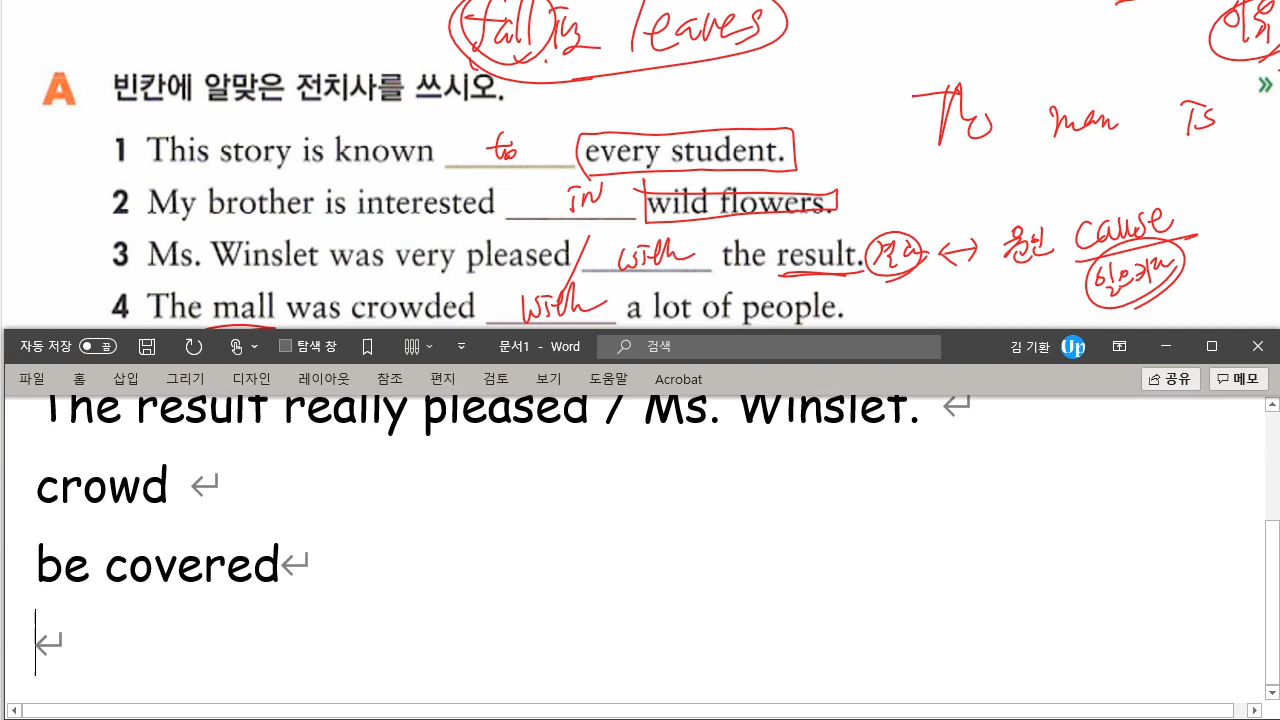 falling leaves
A 빈칸에 알맞은 전치사를 쓰시오. »
The man is
1 This story is known to every student.
2 My brother is interested in wild flowers.
3 Ms. Winslet was very pleased / with the result. 결과 ↔ 원인 cause
4 The mall was crowded with a lot of people.
자동 저장 끔 탐색 창 문서1 - Word 검색 김 기환 Up
파일 홈 삽입 그리기 디자인 레이아웃 참조 편지 검토 보기 도움말 Acrobat 공유 메모
The result really pleased / Ms. Winslet. ↵
crowd ↵
be covered↵
↵